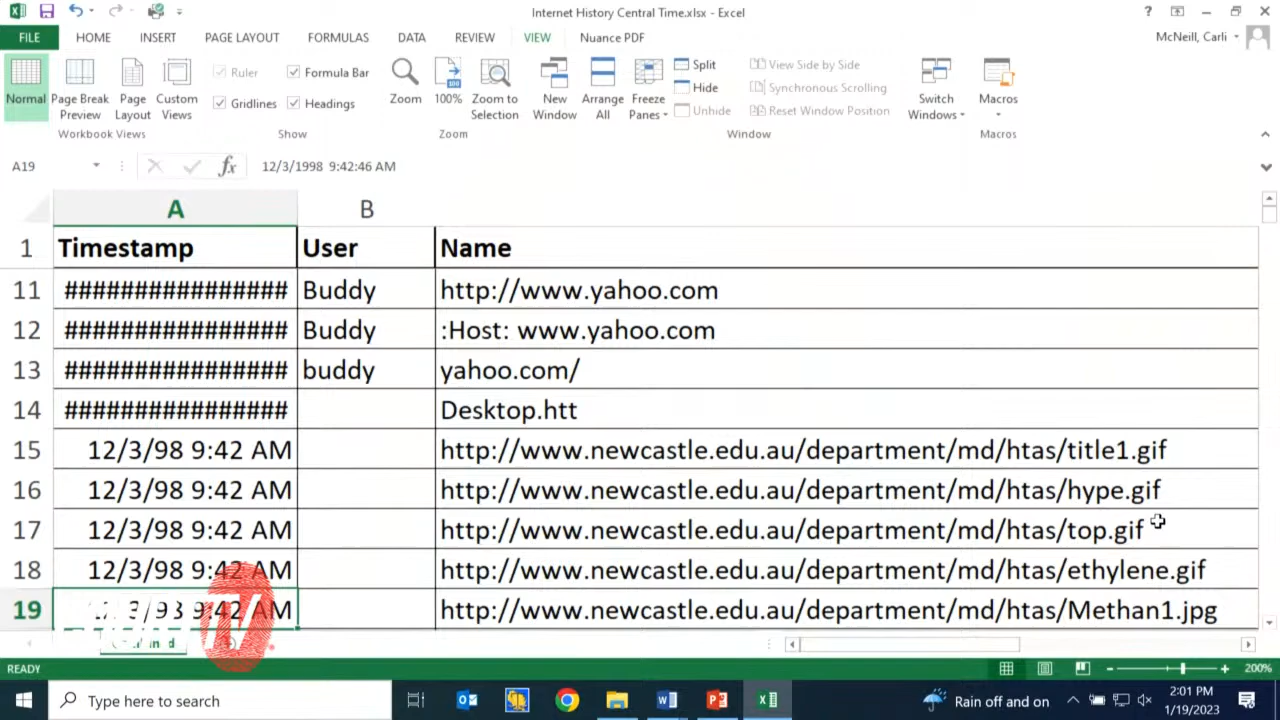 Internet History Central Time.xlsx - Excel
?
FILE HOME INSERT PAGE LAYOUT FORMULAS DATA REVIEW VIEW Nuance PDF
McNeill, Carli
Normal
Page Break Preview
Page Layout
Custom Views
Workbook Views
Ruler
Formula Bar
Gridlines
Headings
Show
Zoom
100%
Zoom to Selection
Zoom
New Window
Arrange All
Freeze Panes
Split
Hide
Unhide
View Side by Side
Synchronous Scrolling
Reset Window Position
Window
Switch Windows
Macros
Macros
A19 fx 12/3/1998 9:42:46 AM
A B
1 Timestamp User Name
11 ################ Buddy http://www.yahoo.com
12 ################ Buddy :Host: www.yahoo.com
13 ################ buddy yahoo.com/
14 ################ Desktop.htt
15 12/3/98 9:42 AM http://www.newcastle.edu.au/department/md/htas/title1.gif
16 12/3/98 9:42 AM http://www.newcastle.edu.au/department/md/htas/hype.gif
17 12/3/98 9:42 AM http://www.newcastle.edu.au/department/md/htas/top.gif
18 12/3/98 9:42 AM http://www.newcastle.edu.au/department/md/htas/ethylene.gif
19 12/3/98 9:42 AM http://www.newcastle.edu.au/department/md/htas/Methan1.jpg
TV
READY 200%
Type here to search
Rain off and on
2:01 PM
1/19/2023